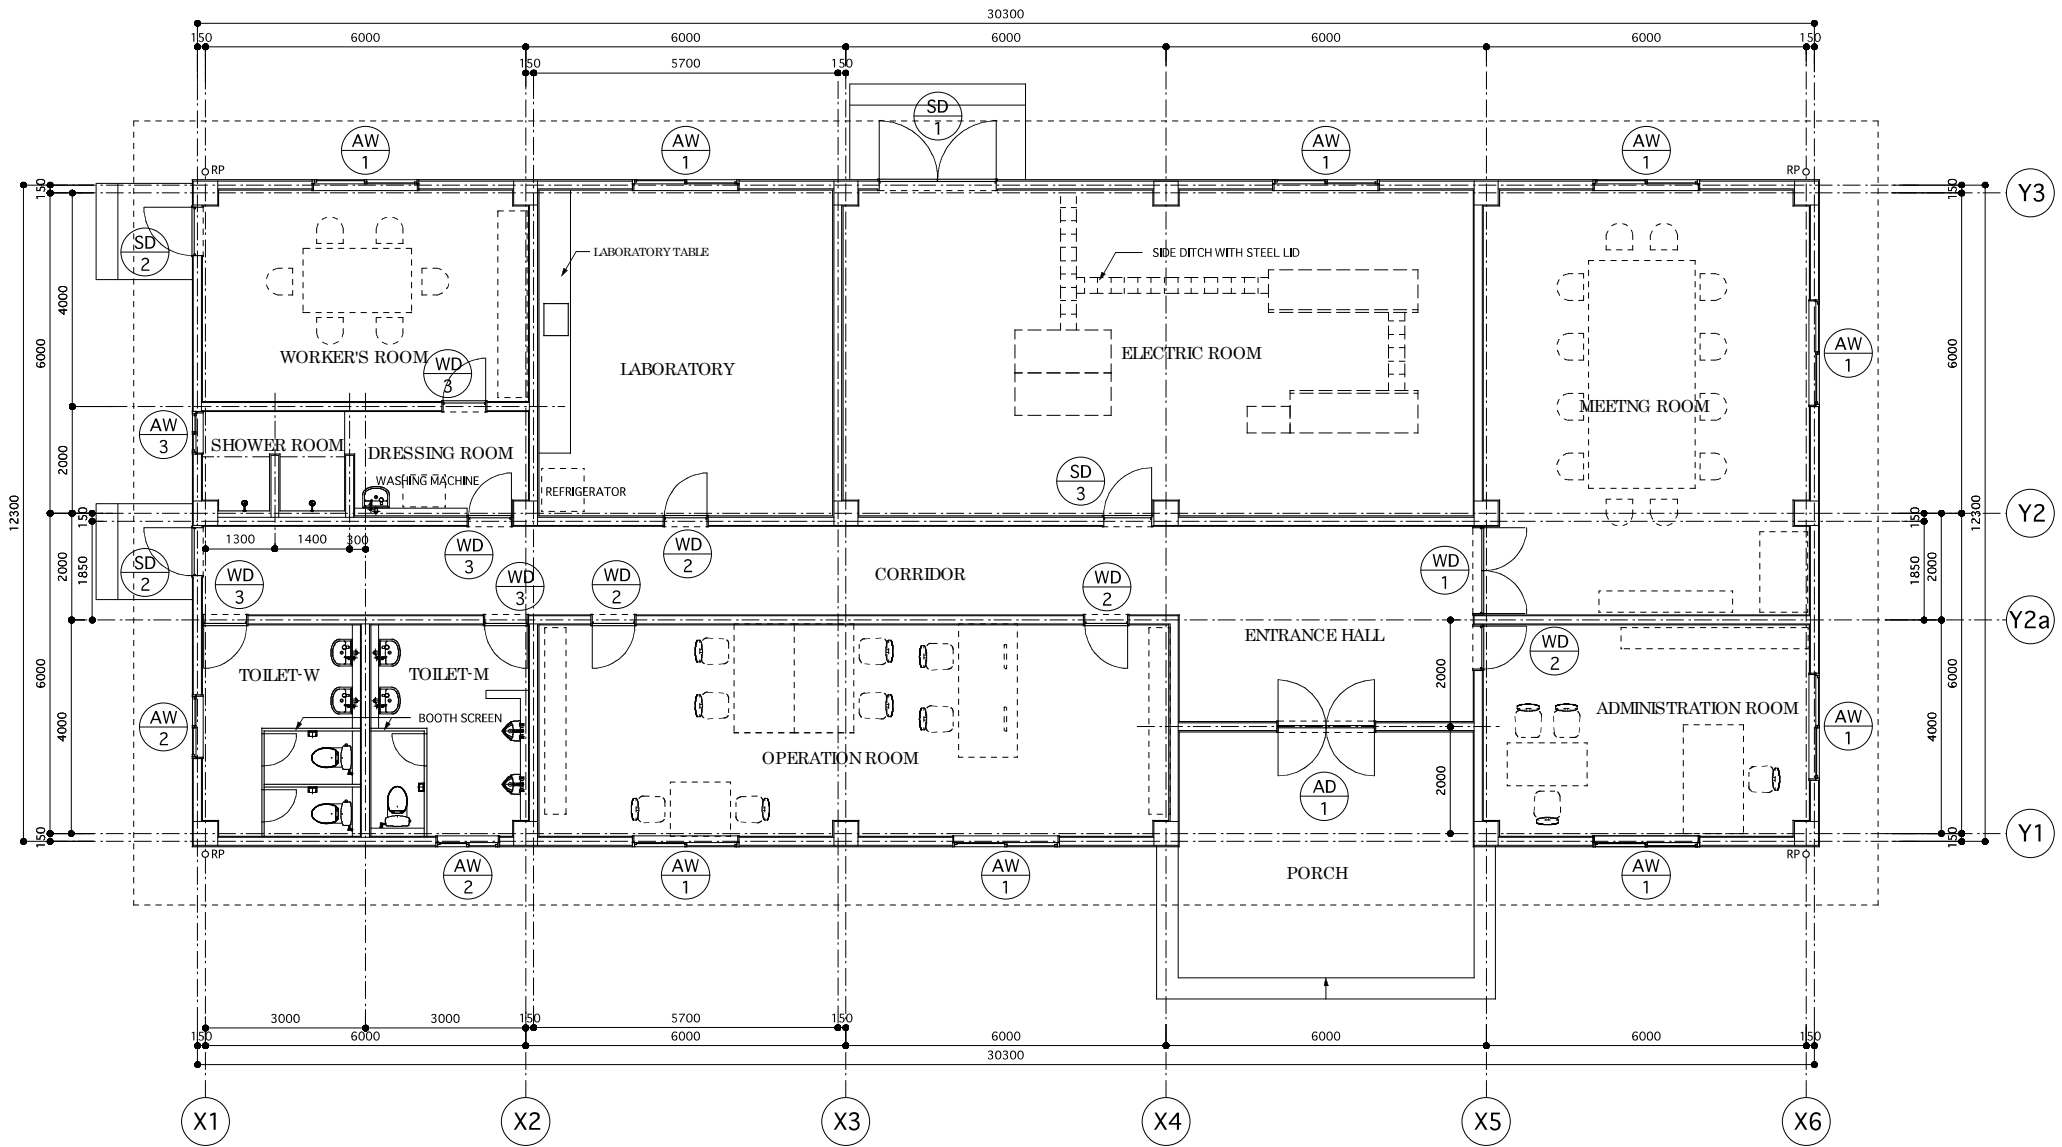 30300
150 6000 6000 6000 6000 6000 150
150 5700 150
SD
1
AW
1
AW
1
AW
1
AW
1
RP
RP
150
150
Y3
SD
2
LABORATORY TABLE
SIDE DITCH WITH STEEL LID
4000
6000
WORKER'S ROOM
WD
3
LABORATORY
ELECTRIC ROOM
MEETNG ROOM
AW
1
6000
AW
3
SHOWER ROOM
DRESSING ROOM
WASHING MACHINE
REFRIGERATOR
SD
3
2000
12300
12300
150
150
Y2
1300 1400 300
SD
2
WD
3
WD
3
WD
3
WD
2
WD
2
CORRIDOR
WD
2
WD
1
2000
1850
1850
2000
Y2a
ENTRANCE HALL
WD
2
TOILET-W
TOILET-M
BOOTH SCREEN
AW
2
OPERATION ROOM
ADMINISTRATION ROOM
AW
1
6000
4000
2000
2000
4000
6000
AD
1
150
150
Y1
RP
RP
AW
2
AW
1
AW
1
PORCH
AW
1
3000 3000 150 5700 150
150 6000 6000 6000 6000 6000 150
30300
X1 X2 X3 X4 X5 X6